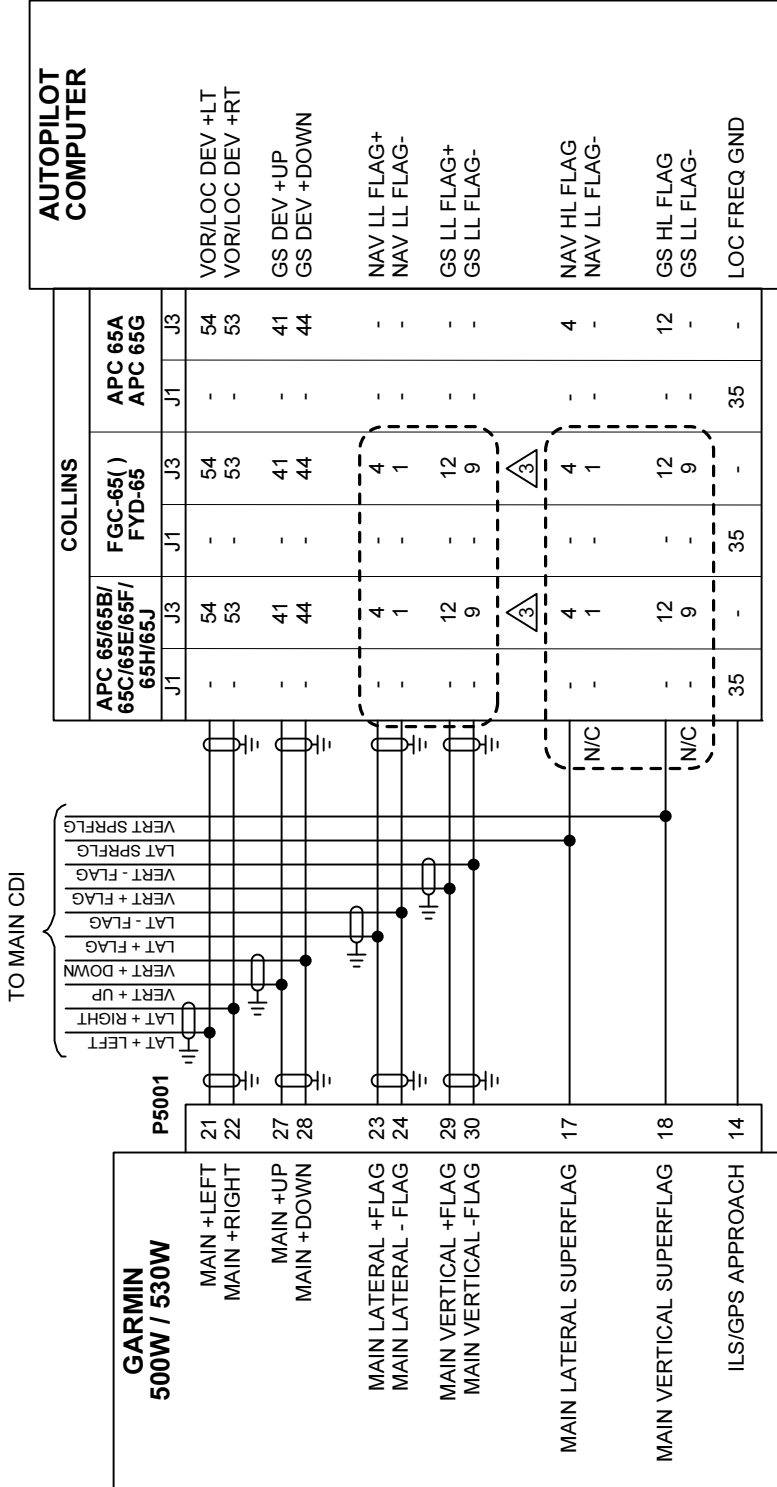 TO MAIN CDI
LAT + LEFT
LAT + RIGHT
VERT + UP
VERT + DOWN
LAT + FLAG
LAT - FLAG
VERT + FLAG
VERT - FLAG
LAT SPRFLG
VERT SPRFLG
GARMIN
500W / 530W
P5001
COLLINS
APC 65/65B/
65C/65E/65F/
65H/65J
FGC-65( )
FYD-65
APC 65A
APC 65G
AUTOPILOT
COMPUTER
J1 J3 J1 J3 J1 J3
MAIN +LEFT 21 - 54 - 54 - 54 VOR/LOC DEV +LT
MAIN +RIGHT 22 - 53 - 53 - 53 VOR/LOC DEV +RT
MAIN +UP 27 - 41 - 41 - 41 GS DEV +UP
MAIN +DOWN 28 - 44 - 44 - 44 GS DEV +DOWN
MAIN LATERAL +FLAG 23 - 4 - 4 - - NAV LL FLAG+
MAIN LATERAL - FLAG 24 - 1 - 1 - - NAV LL FLAG-
MAIN VERTICAL +FLAG 29 - 12 - 12 - - GS LL FLAG+
MAIN VERTICAL -FLAG 30 - 9 - 9 - - GS LL FLAG-
3 3
MAIN LATERAL SUPERFLAG 17 - 4 - 4 - 4 NAV HL FLAG
N/C - 1 - 1 - - NAV LL FLAG-
MAIN VERTICAL SUPERFLAG 18 - 12 - 12 - 12 GS HL FLAG
N/C - 9 - 9 - - GS LL FLAG-
ILS/GPS APPROACH 14 35 - 35 - 35 - LOC FREQ GND